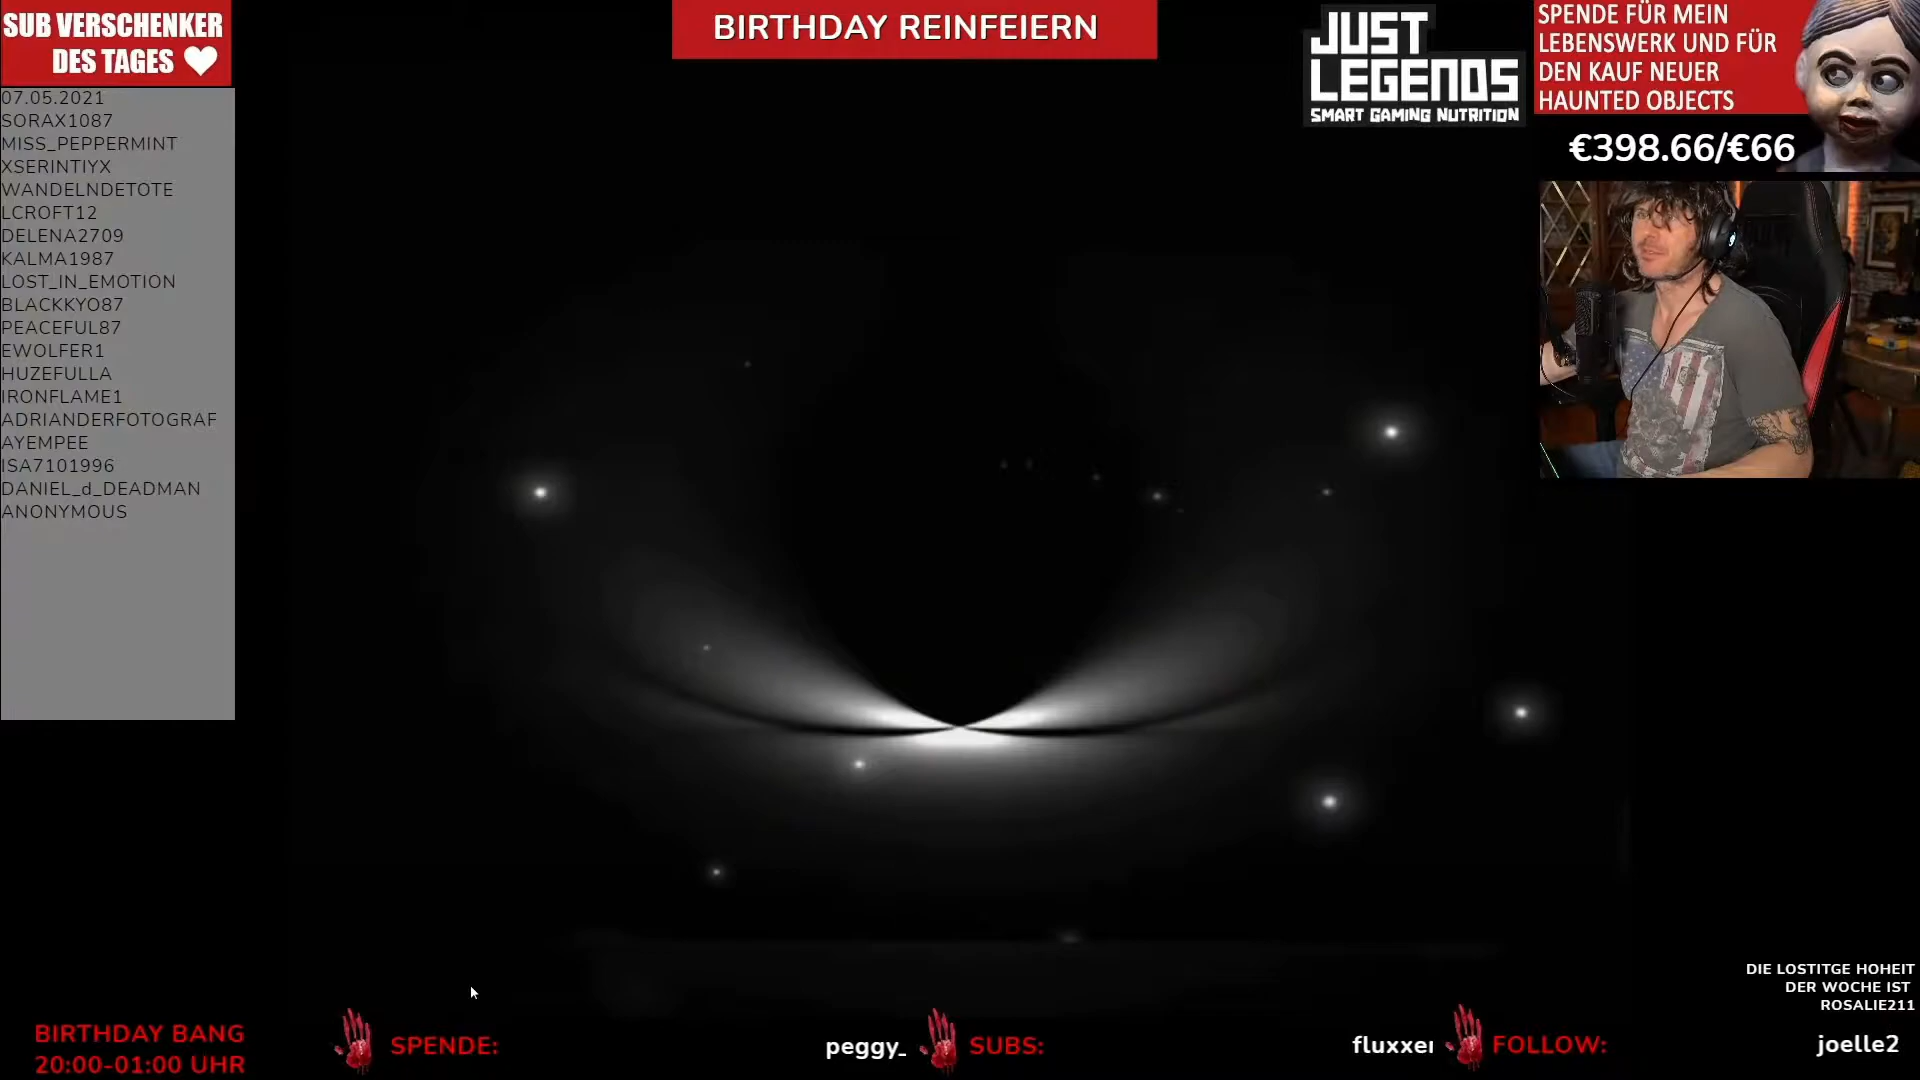 SUB VERSCHENKER
DES TAGES
07.05.2021
SORAX1087
MISS_PEPPERMINT
XSERINTIYX
WANDELNDETOTE
LCROFT12
DELENA2709
KALMA1987
LOST_IN_EMOTION
BLACKKYO87
PEACEFUL87
EWOLFER1
HUZEFULLA
IRONFLAME1
ADRIANDERFOTOGRAF
AYEMPEE
ISA7101996
DANIEL_d_DEADMAN
ANONYMOUS
BIRTHDAY REINFEIERN
JUST
LEGENDS
SMART GAMING NUTRITION
SPENDE FÜR MEIN
LEBENSWERK UND FÜR
DEN KAUF NEUER
HAUNTED OBJECTS
€398.66/€66
DIE LOSTITGE HOHEIT
DER WOCHE IST
ROSALIE211
BIRTHDAY BANG
20:00-01:00 UHR
SPENDE:
peggy_
SUBS:
fluxxer
FOLLOW:
joelle2